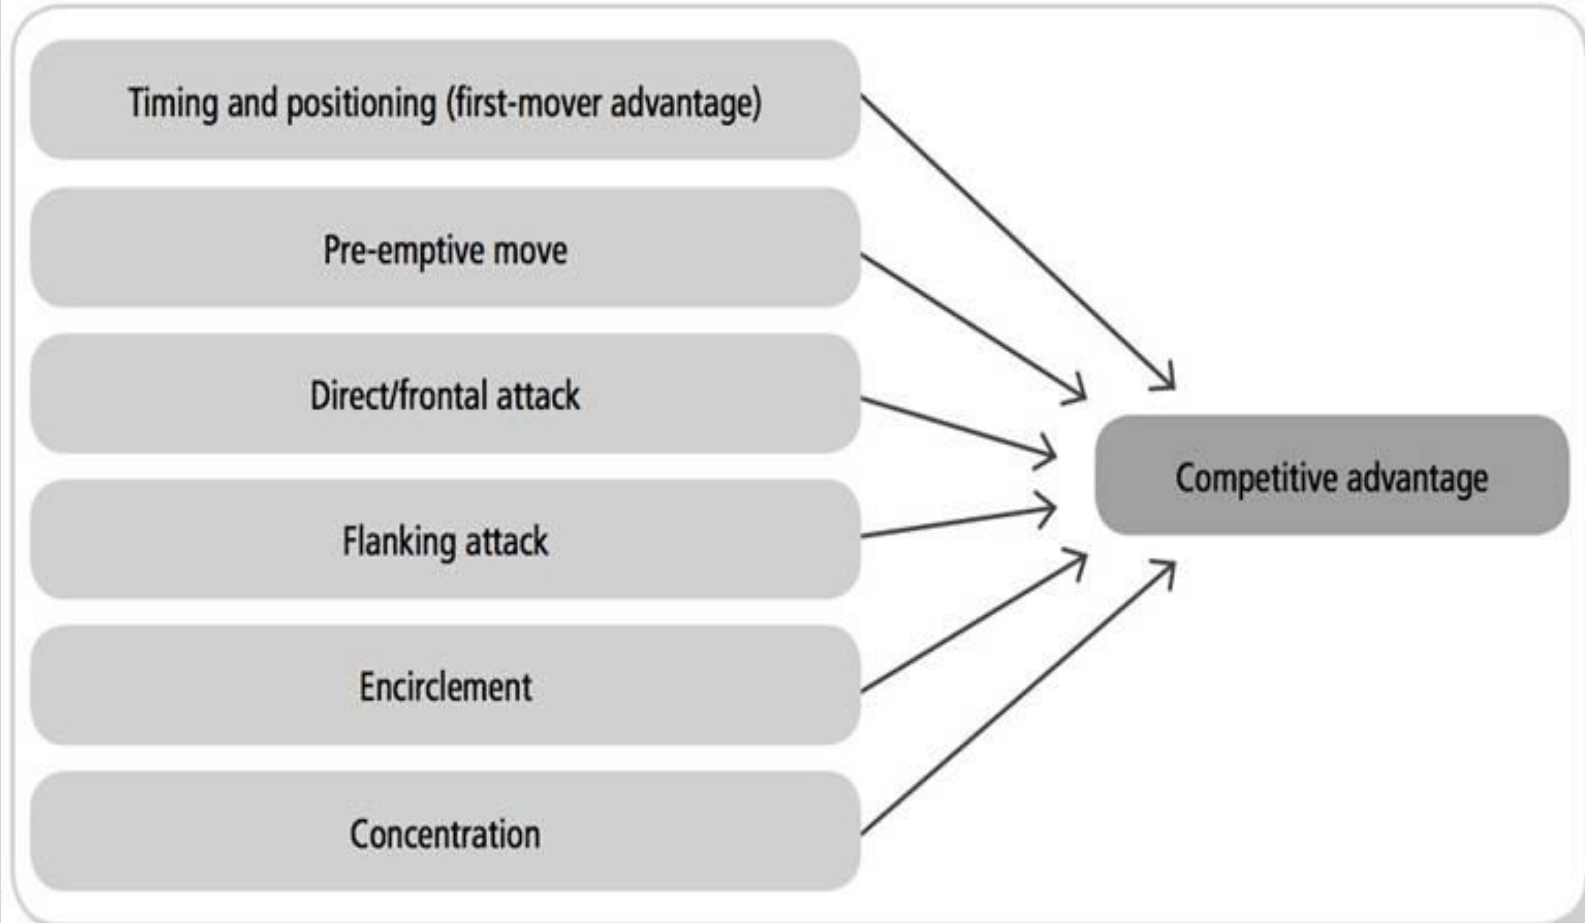 Timing and positioning (first-mover advantage)
Pre-emptive move
Direct/frontal attack
Flanking attack
Encirclement
Concentration
Competitive advantage